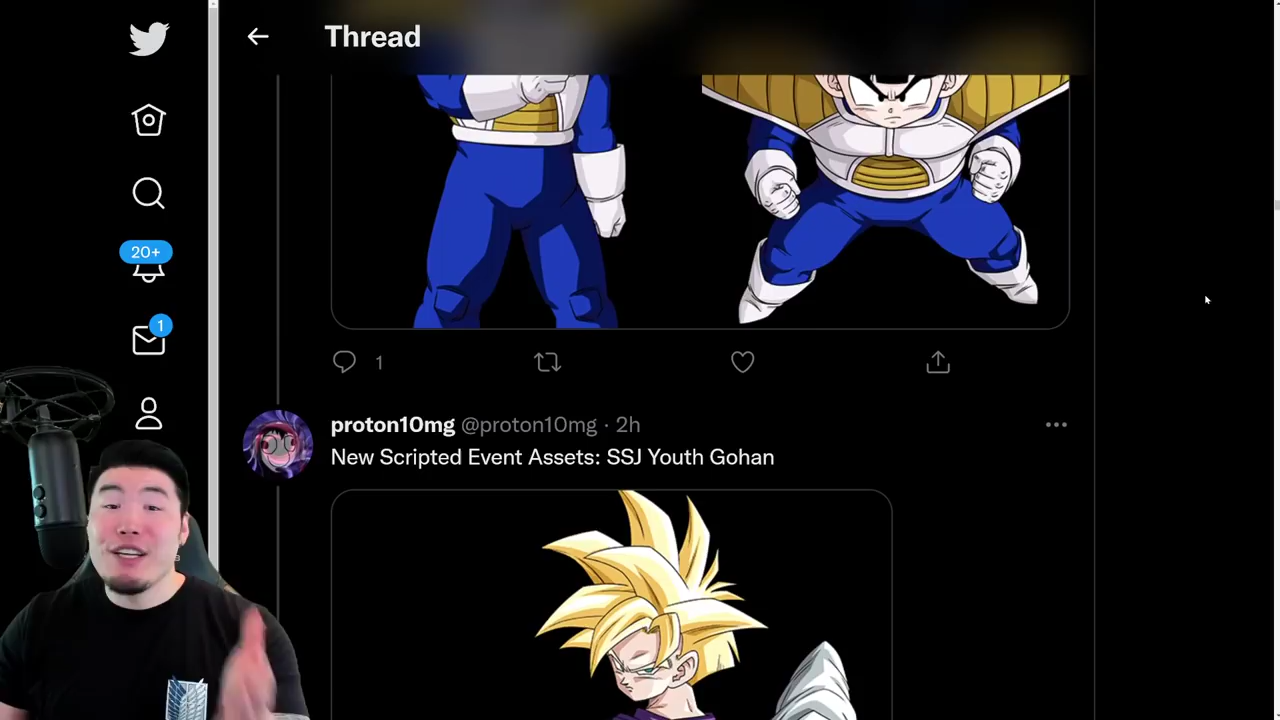 Thread
20+
1
1
proton10mg @proton10mg · 2h
New Scripted Event Assets: SSJ Youth Gohan